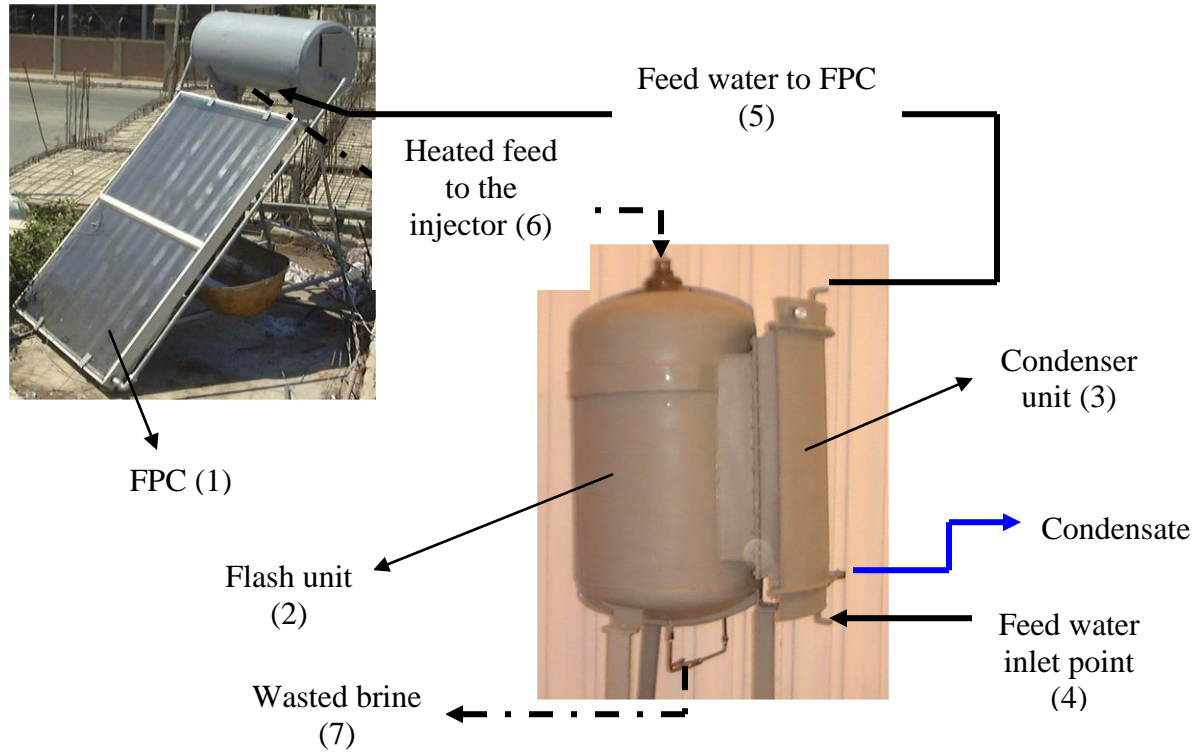 Feed water to FPC
(5)
Heated feed
to the
injector (6)
Condenser
unit (3)
FPC (1)
Condensate
Flash unit
(2)
Feed water
inlet point
(4)
Wasted brine
(7)